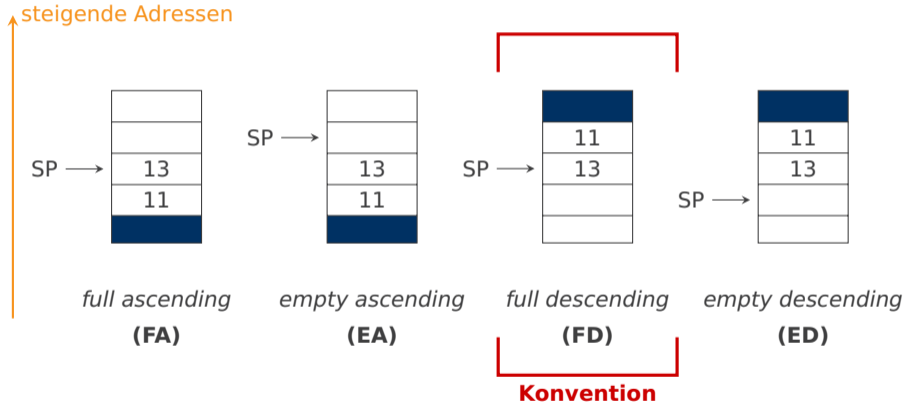 steigende Adressen
SP
13
11
full ascending
(FA)
SP
13
11
empty ascending
(EA)
SP
11
13
full descending
(FD)
Konvention
SP
11
13
empty descending
(ED)